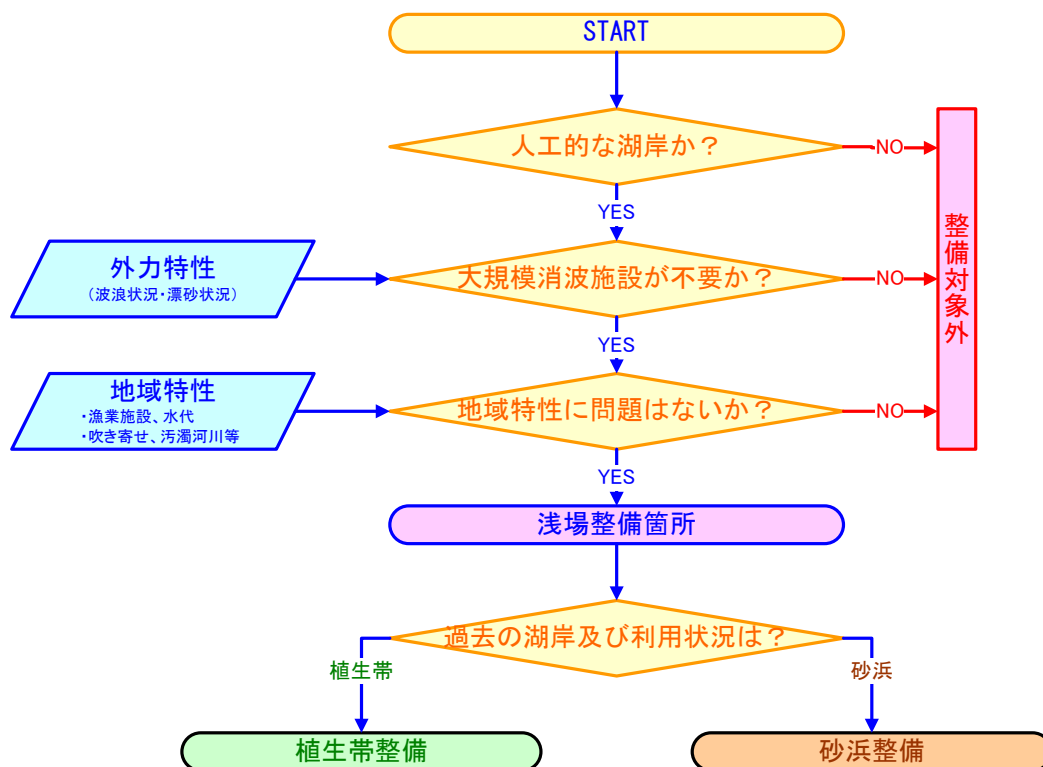 START
人工的な湖岸か？
NO
YES
整備対象外
外力特性
（波浪状況・漂砂状況）
大規模消波施設が不要か？
NO
YES
地域特性
・漁業施設、水代
・吹き寄せ、汚濁河川等
地域特性に問題はないか？
NO
YES
浅場整備箇所
過去の湖岸及び利用状況は？
植生帯
砂浜
植生帯整備
砂浜整備